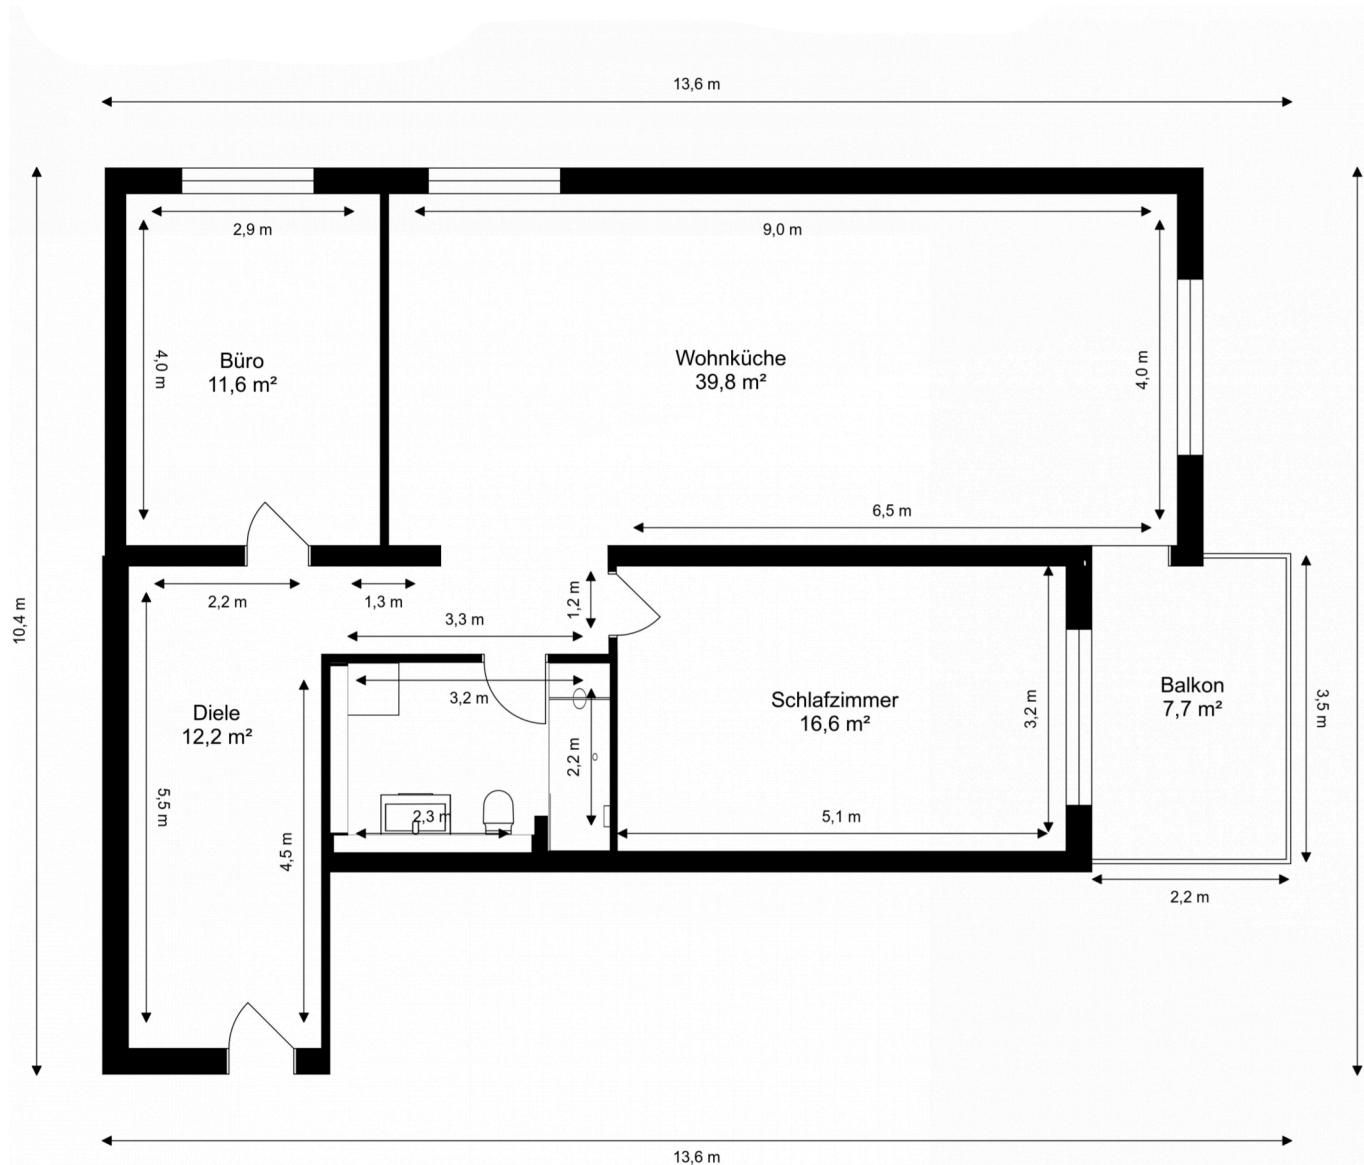 13,6 m
2,9 m
9,0 m
4,0 m
Büro
11,6 m²
Wohnküche
39,8 m²
4,0 m
6,5 m
2,2 m
1,3 m
1,2 m
3,3 m
10,4 m
3,2 m
Diele
12,2 m²
Schlafzimmer
16,6 m²
3,2 m
Balkon
7,7 m²
3,5 m
2,2 m
5,5 m
2,3 m
4,5 m
5,1 m
2,2 m
13,6 m